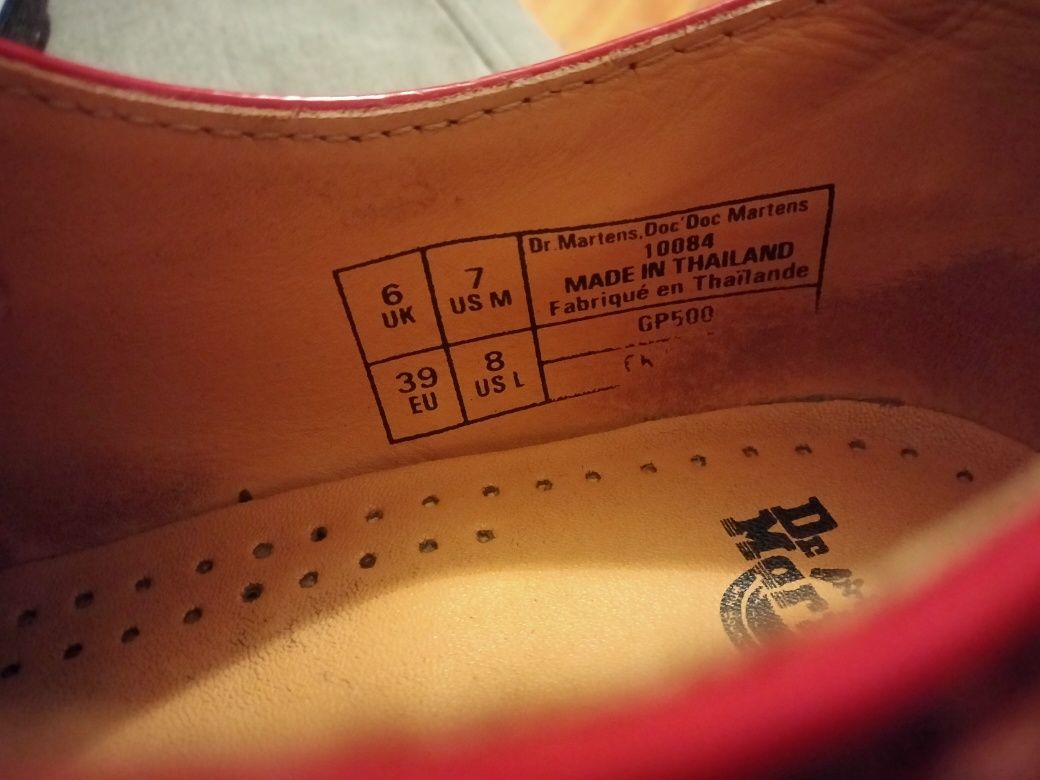 6
UK
7
US M
39
EU
8
US L
Dr.Martens,Doc'Doc Martens
10084
MADE IN THAILAND
Fabriqué en Thaïlande
GP500
Dr.